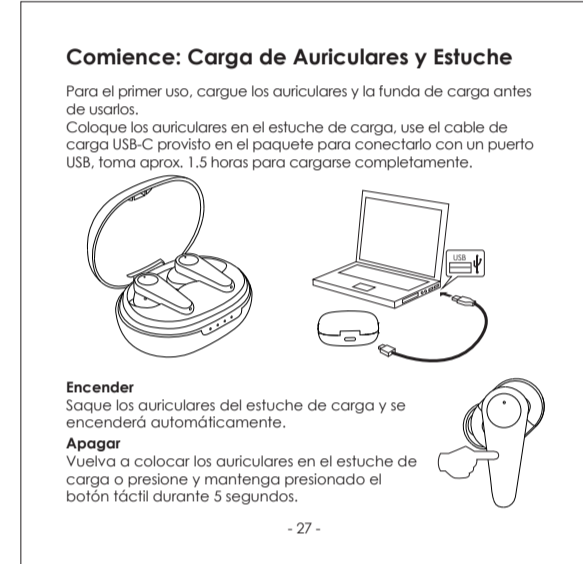 Comience: Carga de Auriculares y Estuche
Para el primer uso, cargue los auriculares y la funda de carga antes
de usarlos.
Coloque los auriculares en el estuche de carga, use el cable de
carga USB-C provisto en el paquete para conectarlo con un puerto
USB, toma aprox. 1.5 horas para cargarse completamente.
USB
Encender
Saque los auriculares del estuche de carga y se
encenderá automáticamente.
Apagar
Vuelva a colocar los auriculares en el estuche de
carga o presione y mantenga presionado el
botón táctil durante 5 segundos.
- 27 -